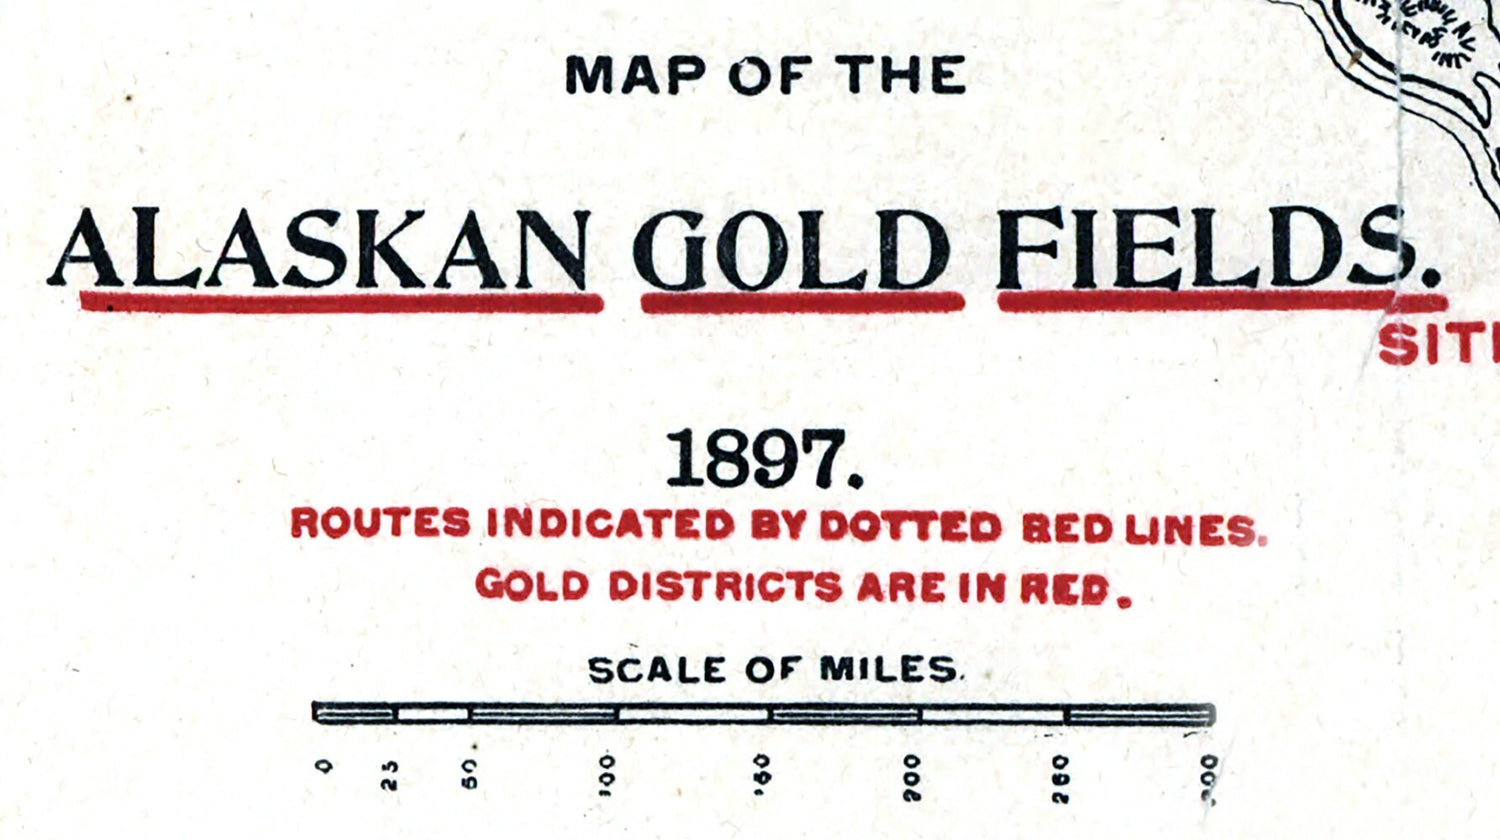 MAP OF THE
ALASKAN GOLD FIELDS.
1897.
ROUTES INDICATED BY DOTTED RED LINES.
GOLD DISTRICTS ARE IN RED.
SCALE OF MILES.
0 25 50 100 150 200 250 300